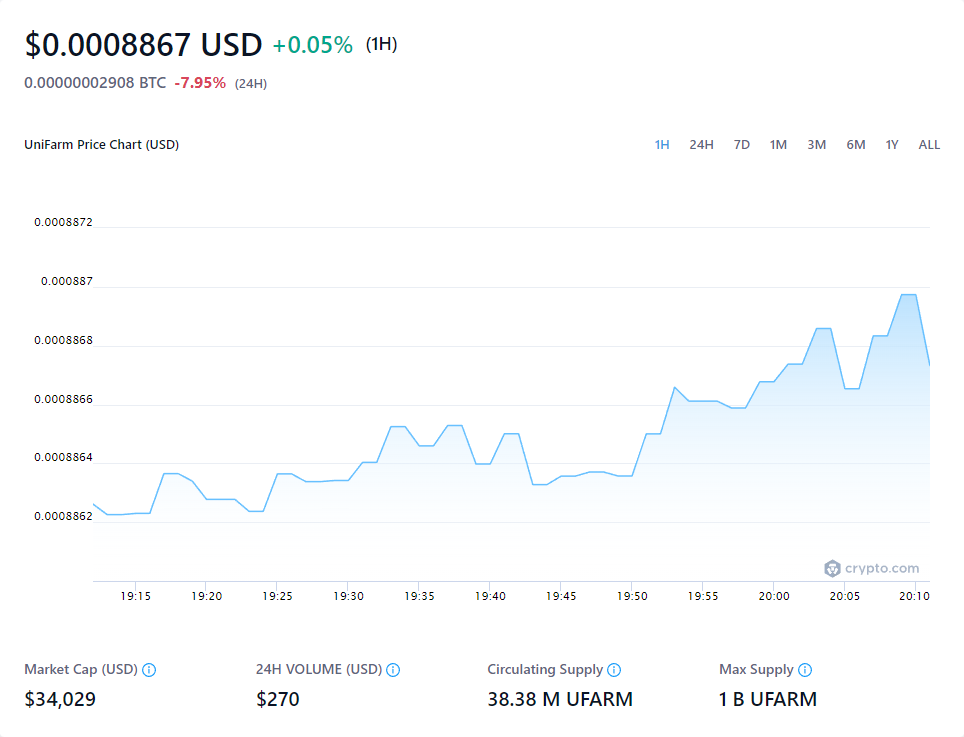 $0.0008867 USD +0.05% (1H)
0.00000002908 BTC -7.95% (24H)
UniFarm Price Chart (USD) 1H 24H 7D 1M 3M 6M 1Y ALL
0.0008872
0.000887
0.0008868
0.0008866
0.0008864
0.0008862
crypto.com
19:15 19:20 19:25 19:30 19:35 19:40 19:45 19:50 19:55 20:00 20:05 20:10
Market Cap (USD) 24H VOLUME (USD) Circulating Supply Max Supply
$34,029 $270 38.38 M UFARM 1 B UFARM